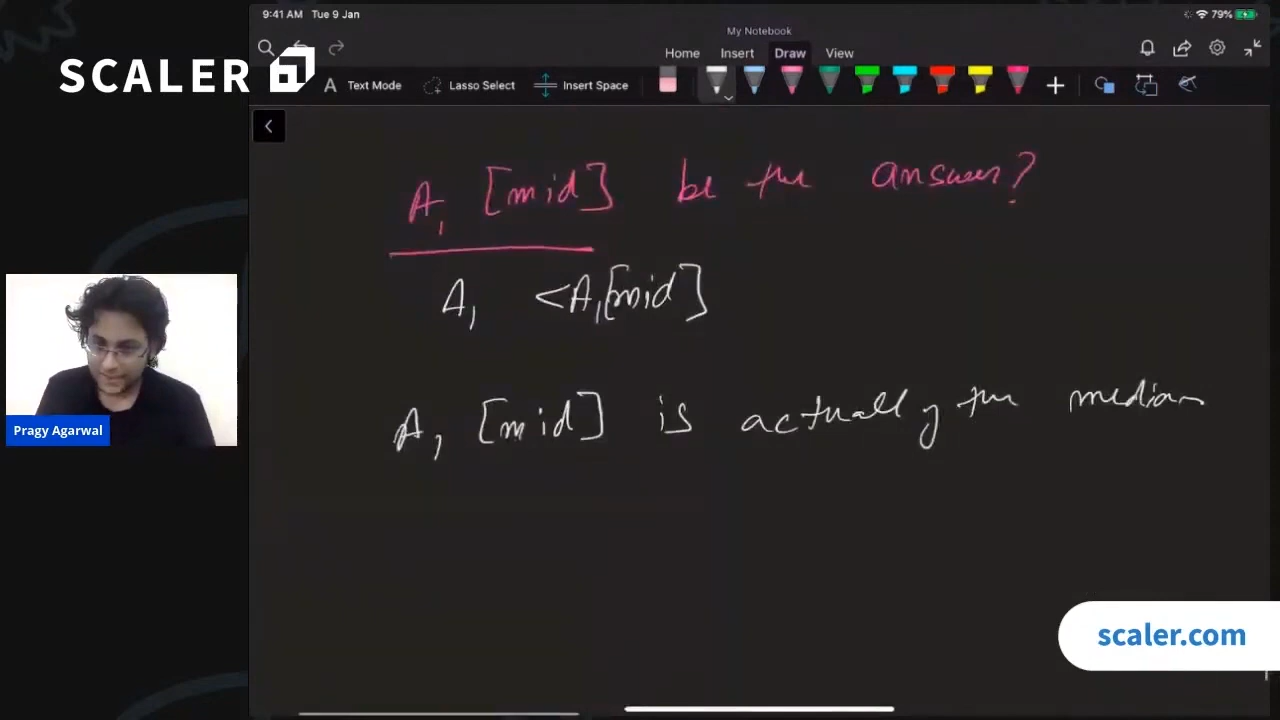 9:41 AM Tue 9 Jan
79%
My Notebook
SCALER
Home Insert Draw View
Text Mode Lasso Select Insert Space
A₁ [mid] be the answer?
A₁ <A₁[mid]
A₁ [mid] is actually the median
Pragy Agarwal
scaler.com